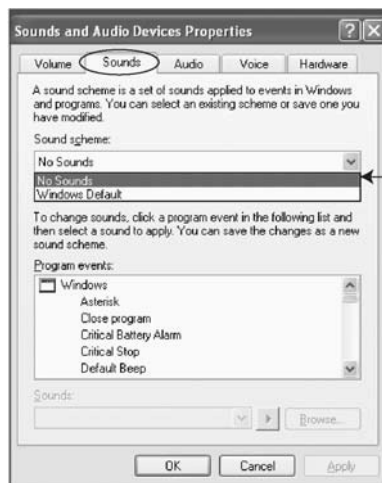 Sounds and Audio Devices Properties
Volume Sounds Audio Voice Hardware
A sound scheme is a set of sounds applied to events in Windows
and programs. You can select an existing scheme or save one you
have modified.
Sound scheme:
No Sounds
No Sounds
Windows Default
To change sounds, click a program event in the following list and
then select a sound to apply. You can save the changes as a new
sound scheme.
Program events:
Windows
Asterisk
Close program
Critical Battery Alarm
Critical Stop
Default Beep
Sounds:
Browse...
OK Cancel Apply